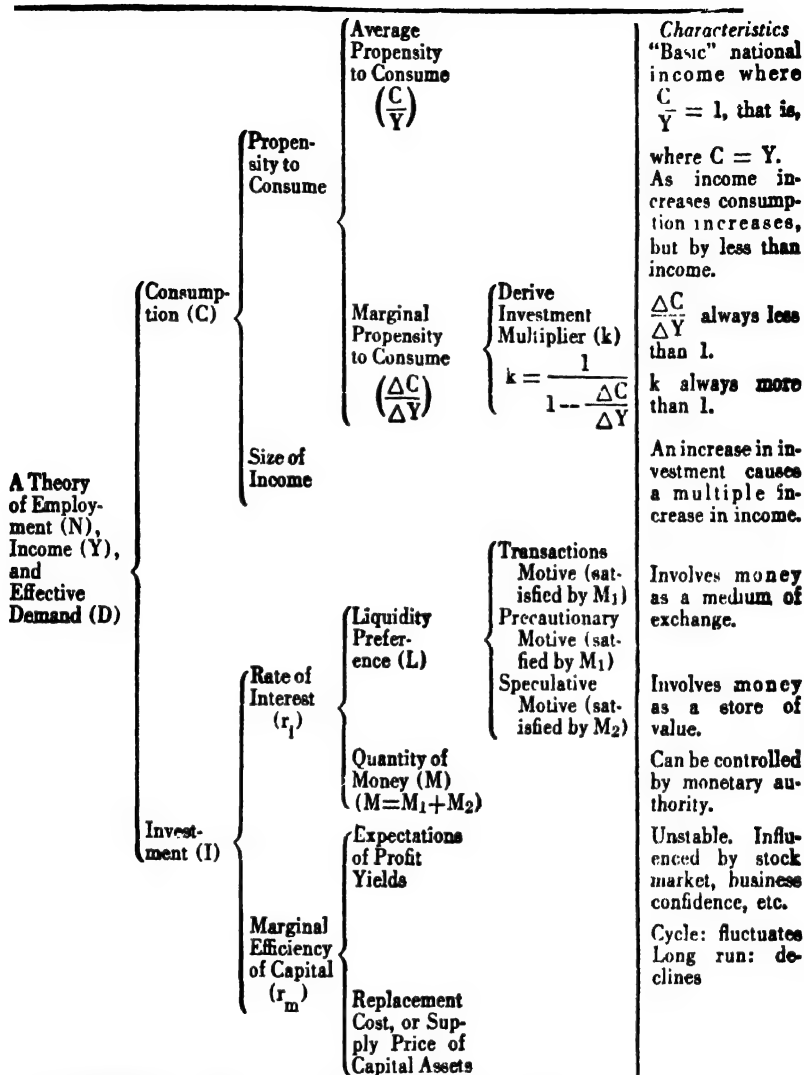 Average
Propensity
to Consume
(C/Y)
Propen-
sity to
Consume
Consump-
tion (C)
Marginal
Propensity
to Consume
(△C/△Y)
Derive
Investment
Multiplier (k)
k = 1 / 1 -- △C/△Y
Size of
Income
A Theory
of Employ-
ment (N),
Income (Y),
and
Effective
Demand (D)
Transactions
Motive (sat-
isfied by M₁)
Precautionary
Motive (sat-
fied by M₁)
Speculative
Motive (sat-
isfied by M₂)
Liquidity
Prefer-
ence (L)
Rate of
Interest
(r_i)
Quantity of
Money (M)
(M=M₁+M₂)
Invest-
ment (I)
Expectations
of Profit
Yields
Marginal
Efficiency
of Capital
(r_m)
Replacement
Cost, or Sup-
ply Price of
Capital Assets
Characteristics
"Basic" national
income where
C/Y = 1, that is,
where C = Y.
As income in-
creases consump-
tion increases,
but by less than
income.
△C/△Y always less
than 1.
k always more
than 1.
An increase in in-
vestment causes
a multiple in-
crease in income.
Involves money
as a medium of
exchange.
Involves money
as a store of
value.
Can be controlled
by monetary au-
thority.
Unstable. Influ-
enced by stock
market, business
confidence, etc.
Cycle: fluctuates
Long run: de-
clines